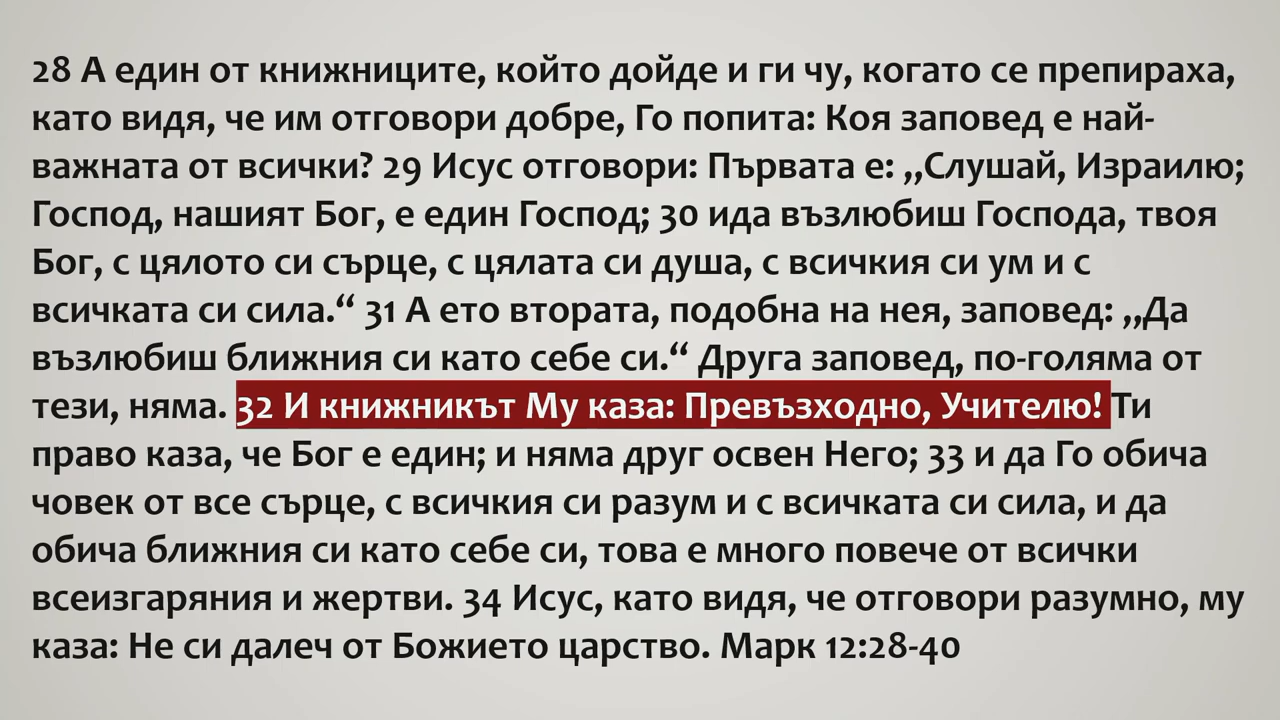 28 А един от книжниците, който дойде и ги чу, когато се препираха,
като видя, че им отговори добре, Го попита: Коя заповед е най-
важната от всички? 29 Исус отговори: Първата е: „Слушай, Израилю;
Господ, нашият Бог, е един Господ; 30 ида възлюбиш Господа, твоя
Бог, с цялото си сърце, с цялата си душа, с всичкия си ум и с
всичката си сила.“ 31 А ето втората, подобна на нея, заповед: „Да
възлюбиш ближния си като себе си.“ Друга заповед, по-голяма от
тези, няма. 32 И книжникът Му каза: Превъзходно, Учителю! Ти
право каза, че Бог е един; и няма друг освен Него; 33 и да Го обича
човек от все сърце, с всичкия си разум и с всичката си сила, и да
обича ближния си като себе си, това е много повече от всички
всеизгаряния и жертви. 34 Исус, като видя, че отговори разумно, му
каза: Не си далеч от Божието царство. Марк 12:28-40